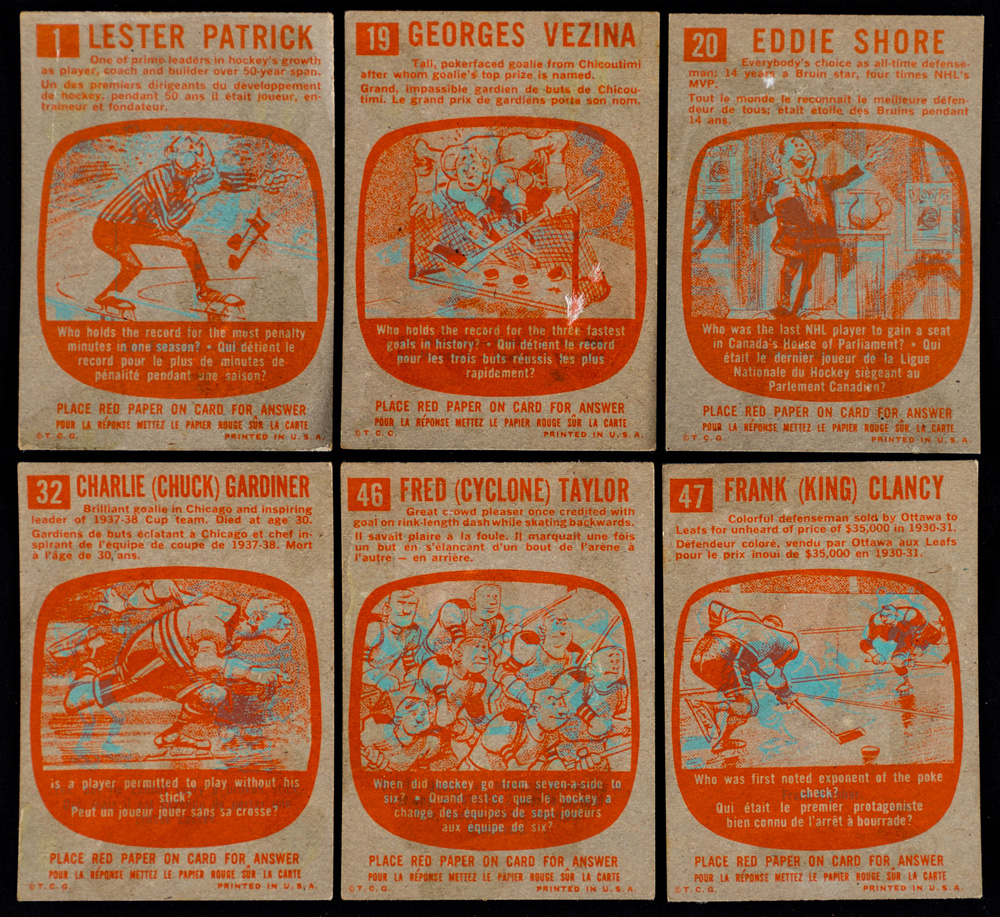 1 LESTER PATRICK
One of prime leaders in hockey's growth
as player, coach and builder over 50-year span.
Un des premiers dirigeants du développement
de hockey; pendant 50 ans il était joueur, en-
traineur et fondateur.
Who holds the record for the most penalty
minutes in one season? • Qui détient le
record pour le plus de minutes de
pénalité pendant une saison?
PLACE RED PAPER ON CARD FOR ANSWER
POUR LA RÉPONSE METTEZ LE PAPIER ROUGE SUR LA CARTE
© T. C. G. PRINTED IN U. S. A.
19 GEORGES VEZINA
Tall, pokerfaced goalie from Chicoutimi
after whom goalie's top prize is named.
Grand, impassible gardien de buts de Chicou-
timi. Le grand prix de gardiens porte son nom.
Who holds the record for the three fastest
goals in history? • Qui détient le record
pour les trois buts réussis les plus
rapidement?
PLACE RED PAPER ON CARD FOR ANSWER
POUR LA RÉPONSE METTEZ LE PAPIER ROUGE SUR LA CARTE
© T. C. G. PRINTED IN U. S. A.
20 EDDIE SHORE
Everybody's choice as all-time defense-
man; 14 years a Bruin star, four times NHL's
MVP.
Tout le monde le reconnait le meilleure défen-
deur de tous; était étoile des Bruins pendant
14 ans.
Who was the last NHL player to gain a seat
in Canada's House of Parliament? • Qui
était le dernier joueur de la Ligue
Nationale du Hockey siègeant au
Parlement Canadien?
PLACE RED PAPER ON CARD FOR ANSWER
POUR LA RÉPONSE METTEZ LE PAPIER ROUGE SUR LA CARTE
© T. C. G. PRINTED IN U. S. A.
32 CHARLIE (CHUCK) GARDINER
Brilliant goalie in Chicago and inspiring
leader of 1937-38 Cup team. Died at age 30.
Gardiens de buts éclatant à Chicago et chef in-
spirant de l'équipe de coupe de 1937-38. Mort
à l'âge de 30, ans.
Is a player permitted to play without his
stick?
Peut un joueur jouer sans sa crosse?
PLACE RED PAPER ON CARD FOR ANSWER
POUR LA RÉPONSE METTEZ LE PAPIER ROUGE SUR LA CARTE
© T. C. G. PRINTED IN U. S. A.
46 FRED (CYCLONE) TAYLOR
Great crowd pleaser once credited with
goal on rink-length dash while skating backwards.
Il savait plaire à la foule. Il marquait une fois
un but en s'élancant d'un bout de l'arène à
l'autre — en arrière.
When did hockey go from seven-a-side to
six? • Quand est-ce que le hockey a
change des équipes de sept joueurs
aux équipe de six?
PLACE RED PAPER ON CARD FOR ANSWER
POUR LA RÉPONSE METTEZ LE PAPIER ROUGE SUR LA CARTE
© T. C. G. PRINTED IN U. S. A.
47 FRANK (KING) CLANCY
Colorful defenseman sold by Ottawa to
Leafs for unheard of price of $35,000 in 1930-31.
Défendeur coloré, vendu par Ottawa aux Leafs
pour le prix inoui de $35,000 en 1930-31.
Who was first noted exponent of the poke
check?
Qui était le premier protagoniste
bien connu de l'arrêt à bourrade?
PLACE RED PAPER ON CARD FOR ANSWER
POUR LA RÉPONSE METTEZ LE PAPIER ROUGE SUR LA CARTE
© T. C. G. PRINTED IN U. S. A.